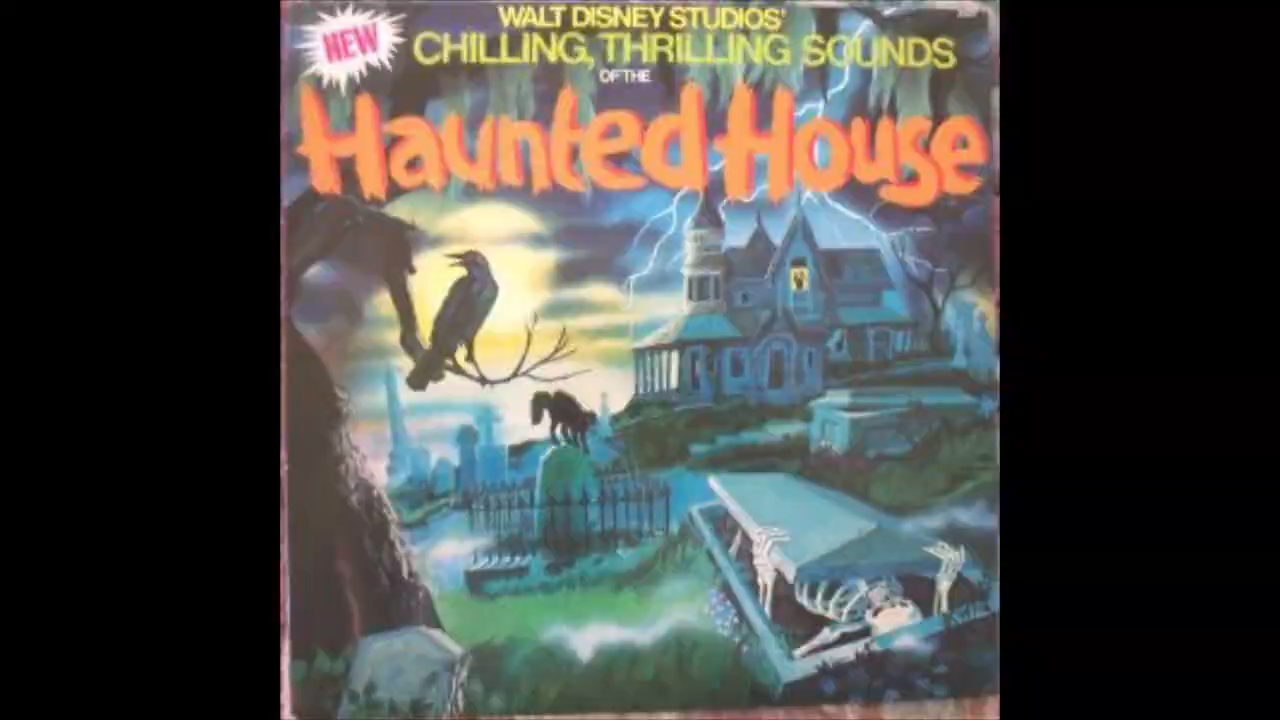 NEW
WALT DISNEY STUDIOS'
CHILLING, THRILLING SOUNDS
OF THE
Haunted House